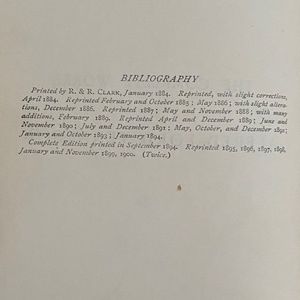 BIBLIOGRAPHY
Printed by R. & R. CLARK, January 1884. Reprinted, with slight corrections,
April 1884. Reprinted February and October 1885; May 1886; with slight altera-
tions, December 1886. Reprinted 1887; May and November 1888; with many
additions, February 1889. Reprinted April and December 1889; June and
November 1890; July and December 1891; May, October, and December 1892;
January and October 1893; January 1894.
Complete Edition printed in September 1894. Reprinted 1895, 1896, 1897, 1898,
January and November 1899, 1900. (Twice.)